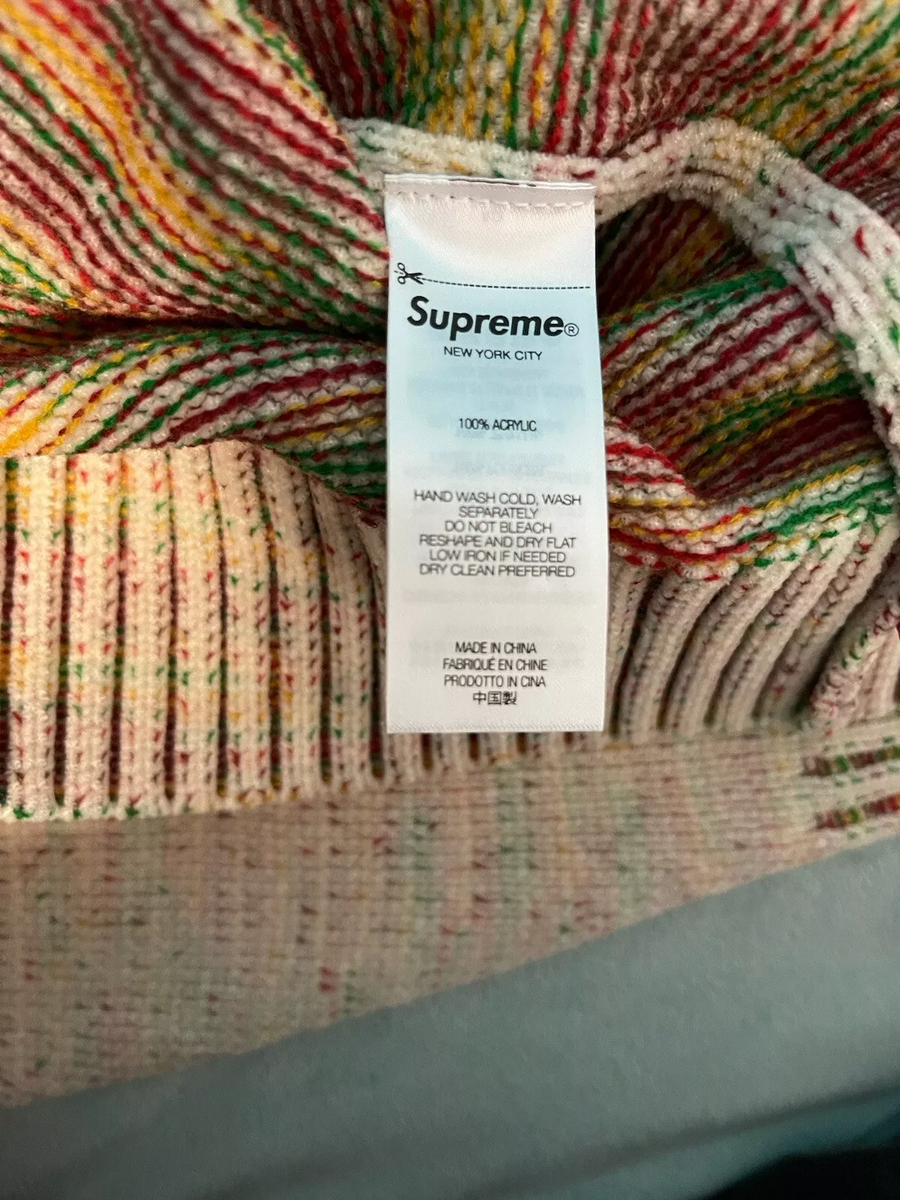 Supreme®
NEW YORK CITY
100% ACRYLIC
HAND WASH COLD, WASH
SEPARATELY
DO NOT BLEACH
RESHAPE AND DRY FLAT
LOW IRON IF NEEDED
DRY CLEAN PREFERRED
MADE IN CHINA
FABRIQUÉ EN CHINE
PRODOTTO IN CINA
中国製